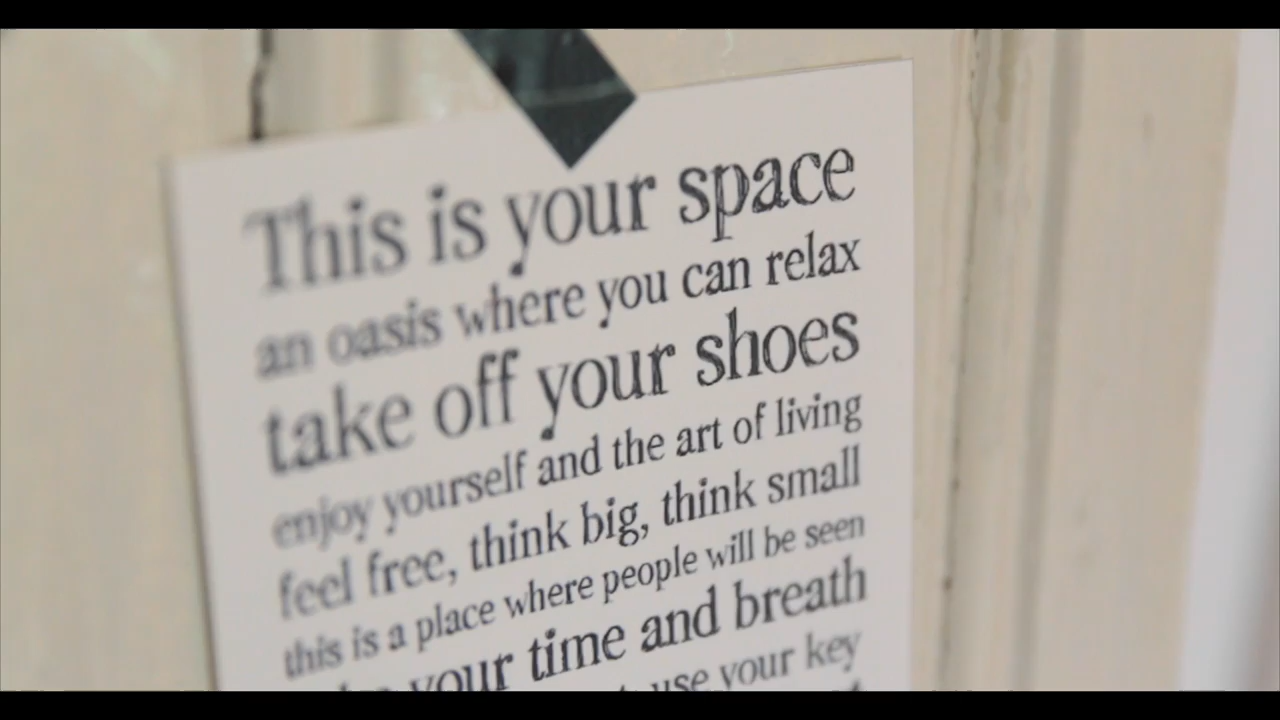 This is your space
an oasis where you can relax
take off your shoes
enjoy yourself and the art of living
feel free, think big, think small
this is a place where people will be seen
your time and breath
use your key